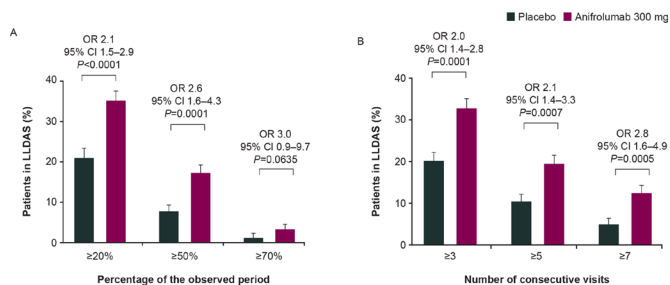 Placebo Anifrolumab 300 mg
A
OR 2.1
95% CI 1.5–2.9
P<0.0001
OR 2.6
95% CI 1.6–4.3
P=0.0001
OR 3.0
95% CI 0.9–9.7
P=0.0635
Patients in LLDAS (%)
40
30
20
10
0
≥20% ≥50% ≥70%
Percentage of the observed period
B
OR 2.0
95% CI 1.4–2.8
P=0.0001
OR 2.1
95% CI 1.4–3.3
P=0.0007
OR 2.8
95% CI 1.6–4.9
P=0.0005
Patients in LLDAS (%)
40
30
20
10
0
≥3 ≥5 ≥7
Number of consecutive visits